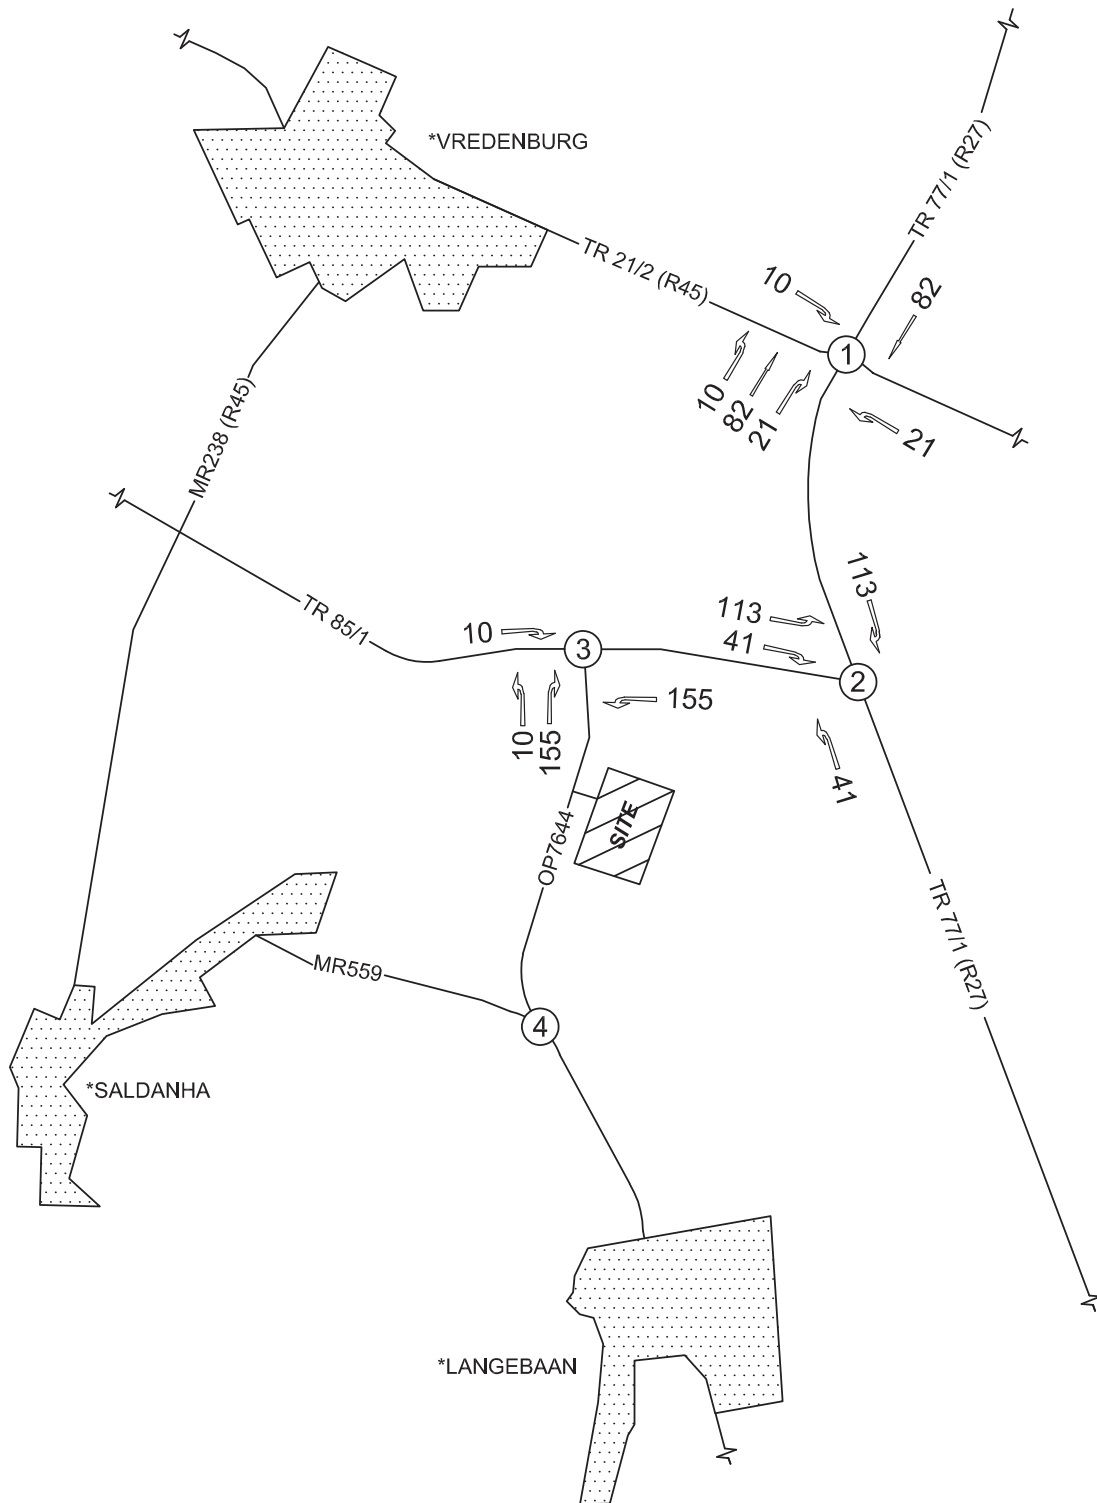 *VREDENBURG
TR 77/1 (R27)
TR 21/2 (R45)
10
82
1
10
82
21
21
MR238 (R45)
TR 85/1
113
113
41
10
3
2
155
10
155
41
SITE
OP7644
TR 77/1 (R27)
MR559
4
*SALDANHA
*LANGEBAAN